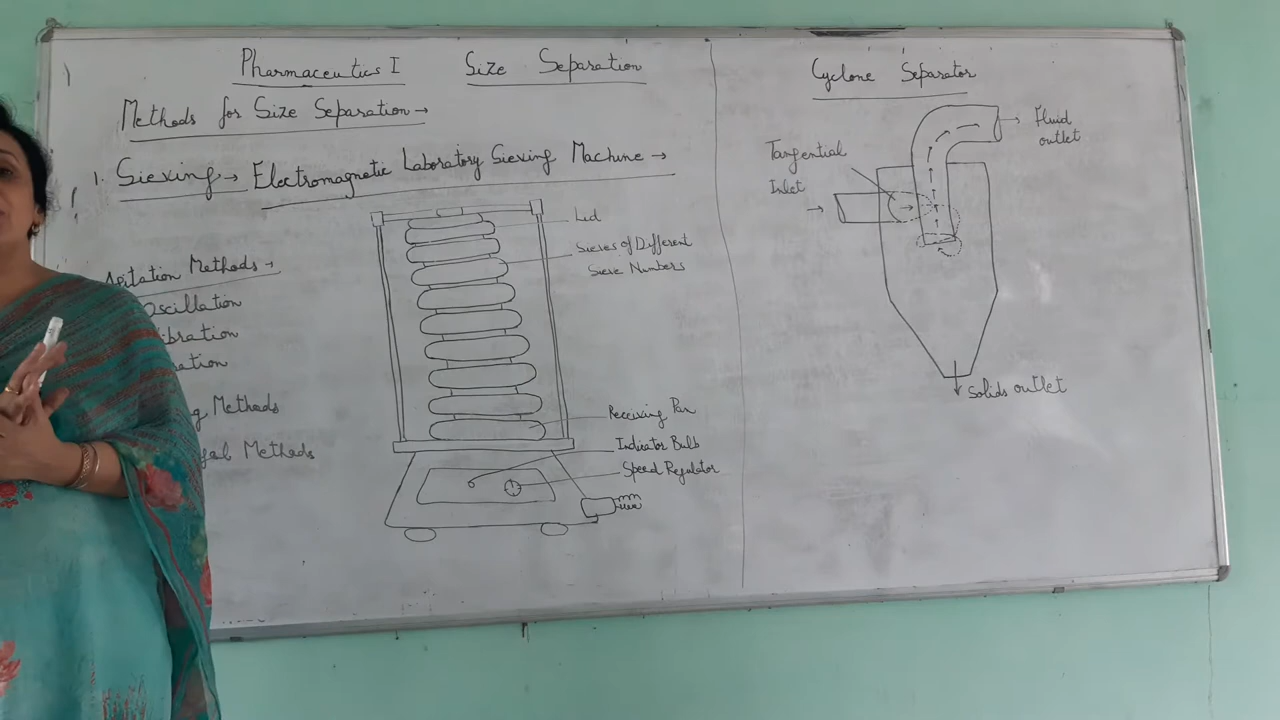 Pharmaceutics I Size Separation
Methods for Size Separation →
1. Sieving → Electromagnetic Laboratory Sieving Machine →
Lid
Sieves of Different
Sieve Numbers
Agitation Methods →
Oscillation
Methods
Methods
Receiving Pan
Indicator Bulb
Speed Regulator
Cyclone Separator
Fluid
outlet
Tangential
Inlet
→
Solids outlet